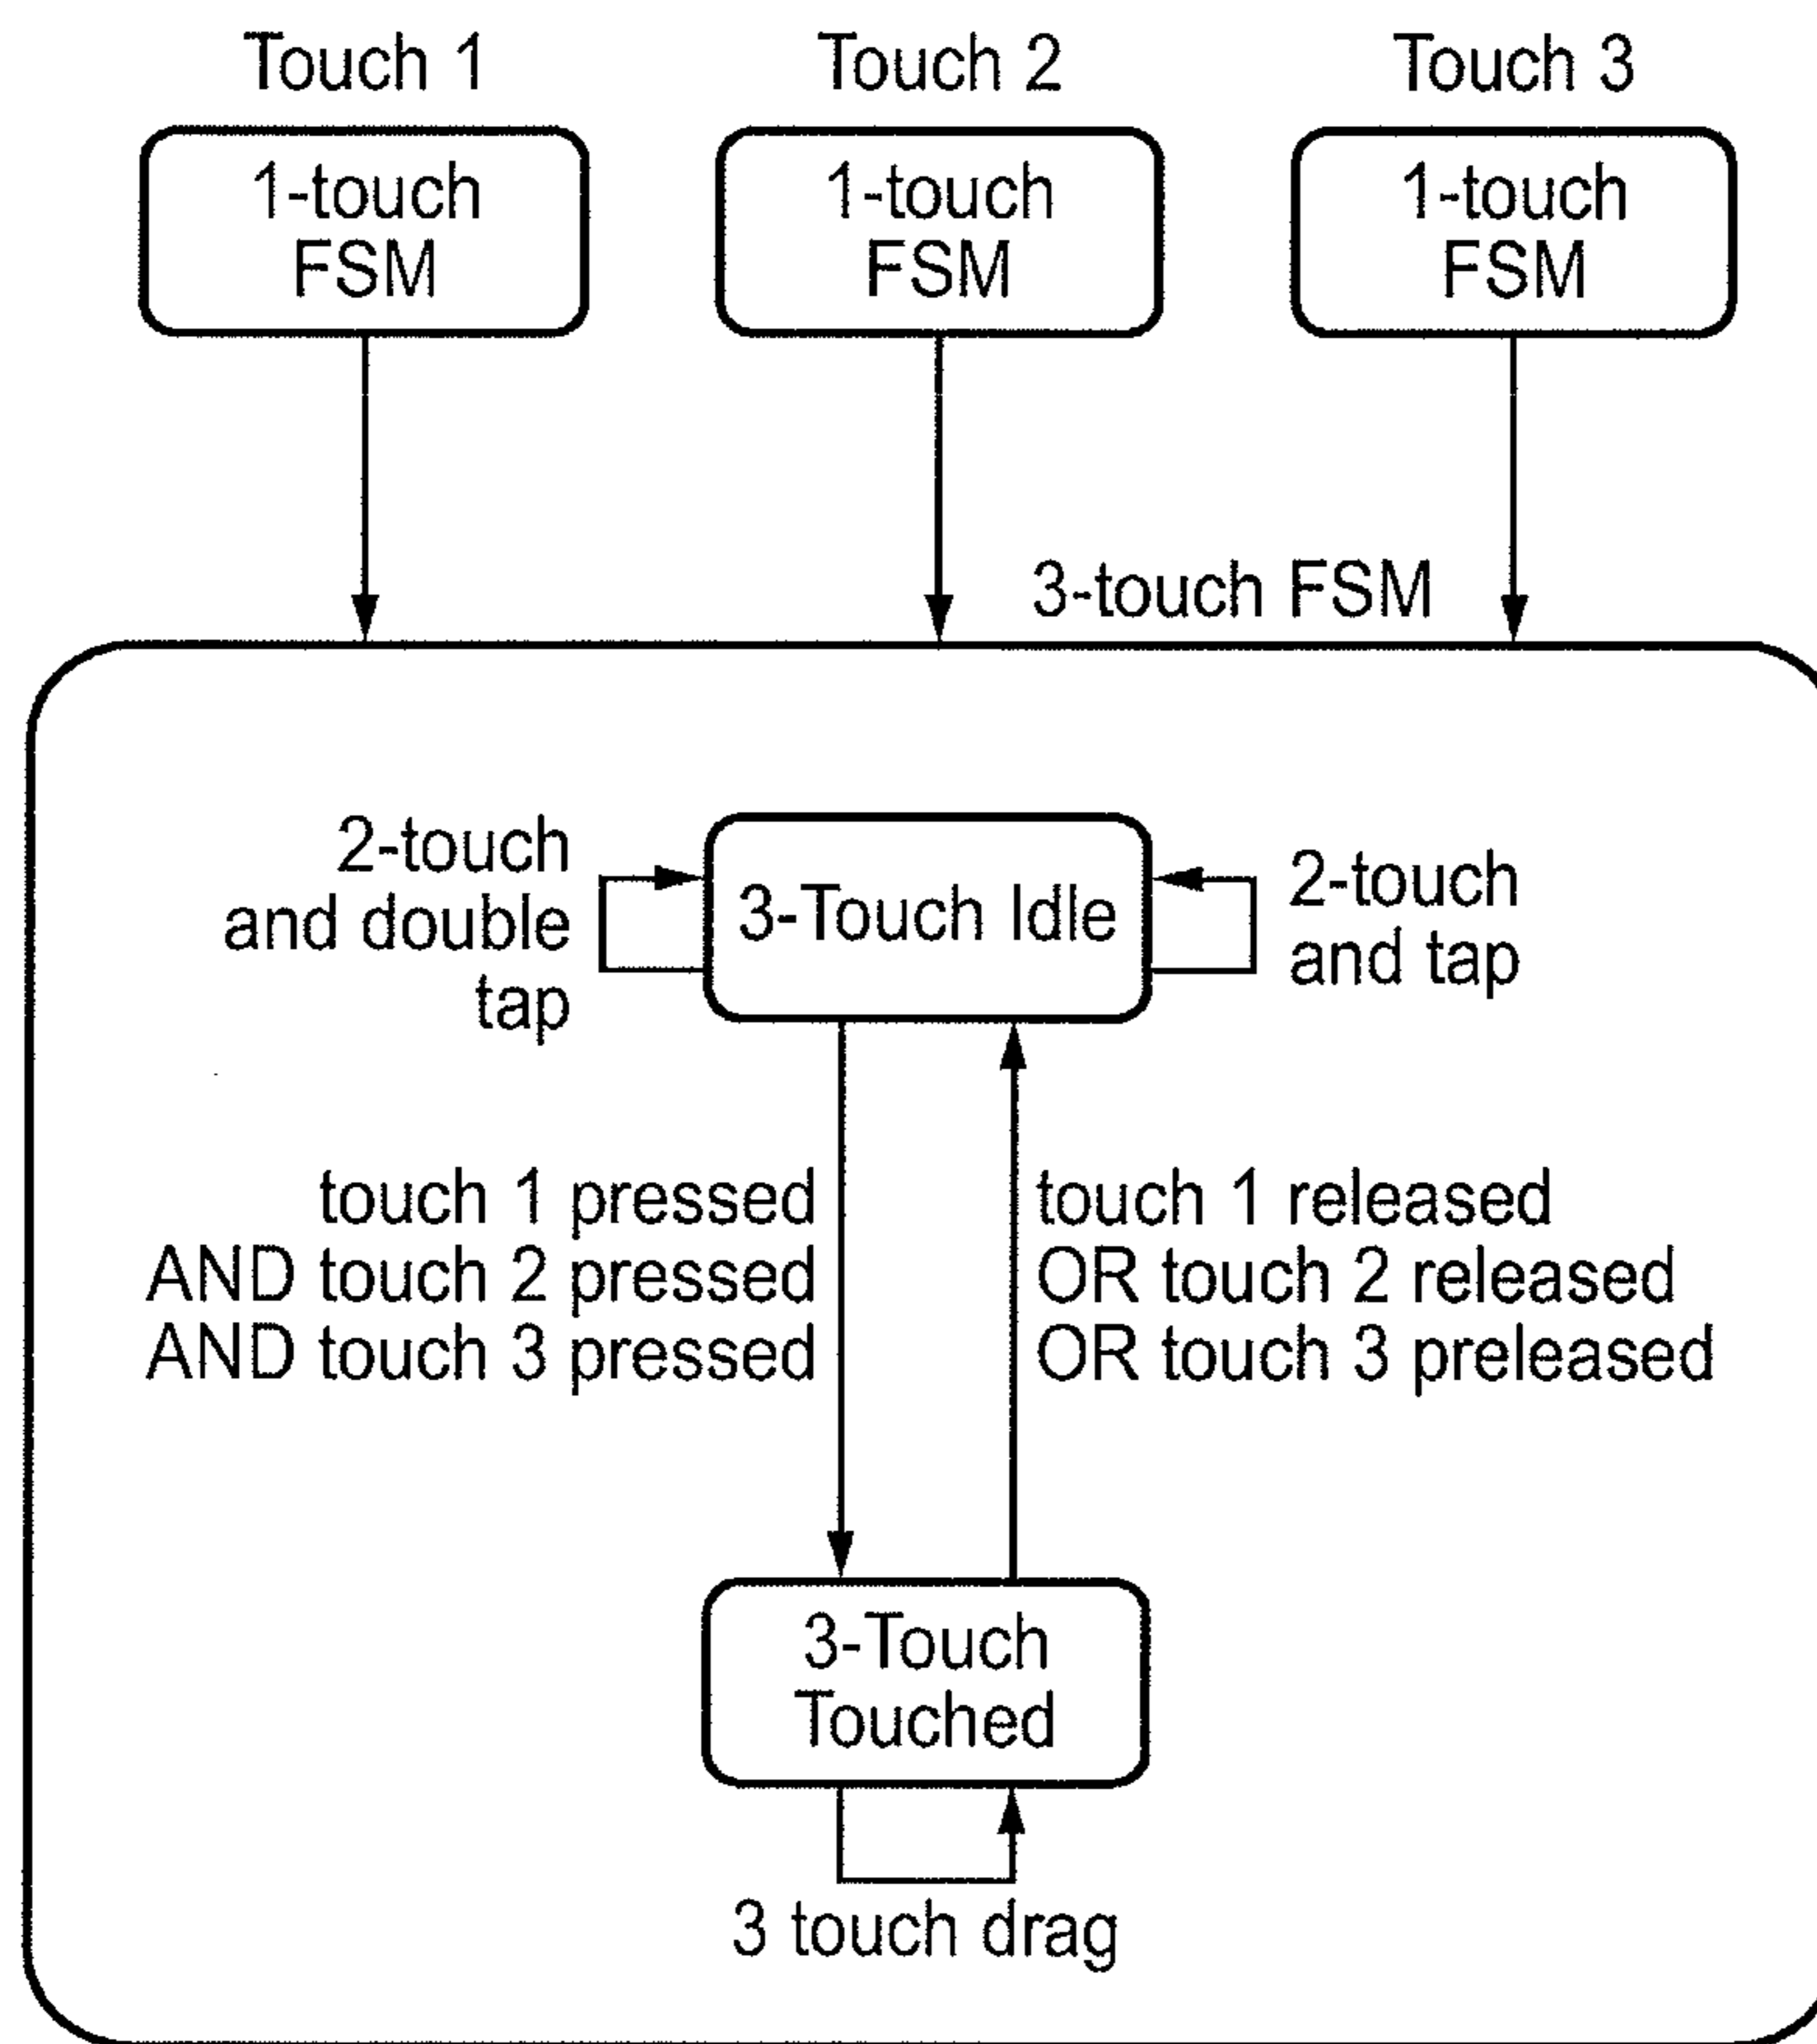 Touch 1
Touch 2
Touch 3
1-touch
FSM
1-touch
FSM
1-touch
FSM
3-touch FSM
2-touch
and double
tap
3-Touch Idle
2-touch
and tap
touch 1 pressed
AND touch 2 pressed
AND touch 3 pressed
touch 1 released
OR touch 2 released
OR touch 3 preleased
3-Touch
Touched
3 touch drag